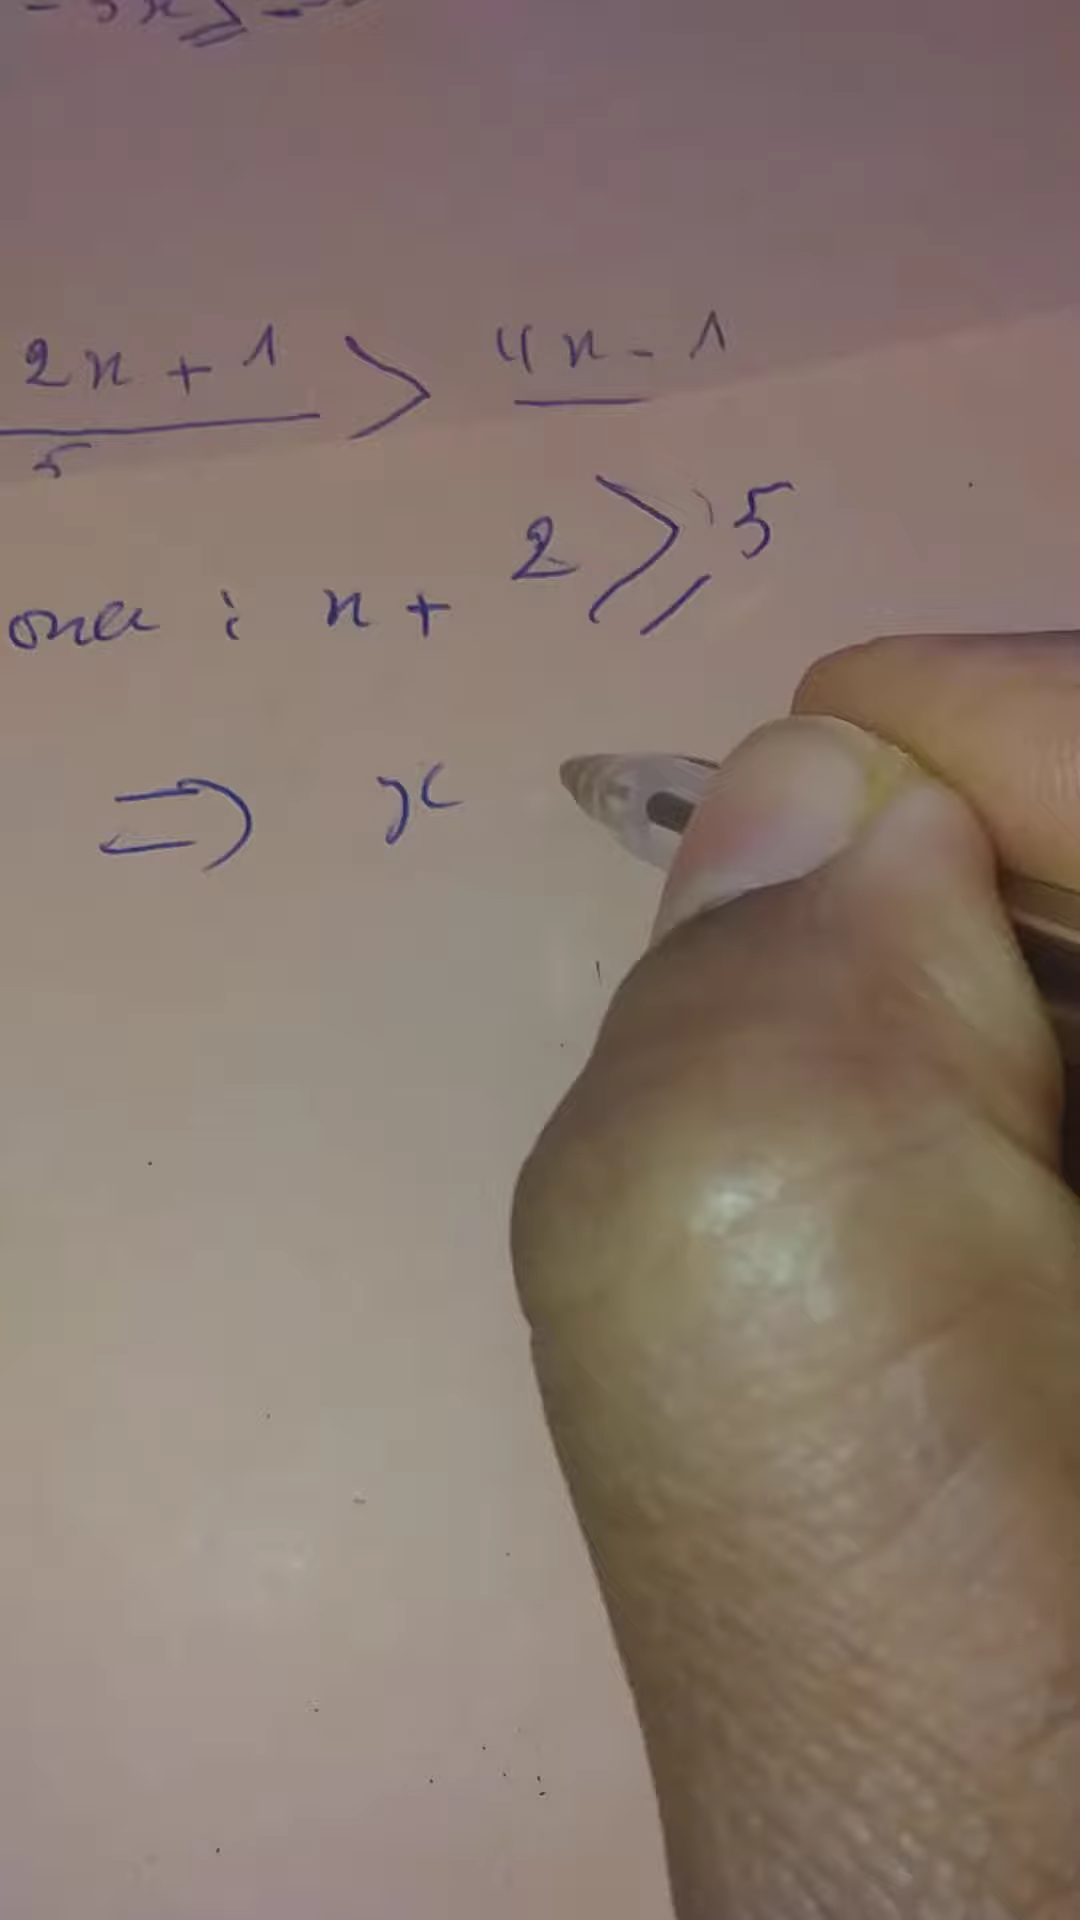 2x + 1 > 4x - 1
5
x + 2 ⩾ 5
⇒ x